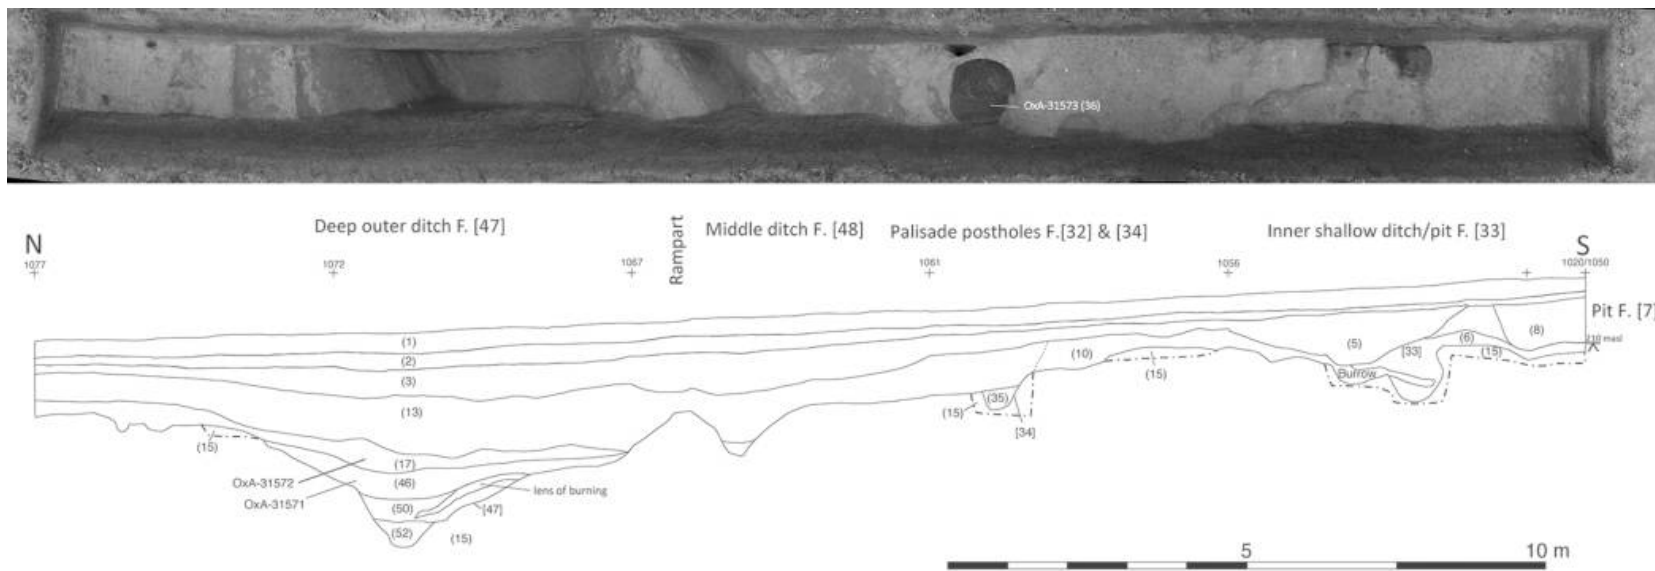 OxA-31573 (36)
Deep outer ditch F. [47]
Rampart
Middle ditch F. [48]
Palisade postholes F.[32] & [34]
Inner shallow ditch/pit F. [33]
N
S
1077
1072
1067
1061
1056
1020/1050
Pit F. [7]
(1)
(2)
(3)
(13)
(5)
[33]
(6)
(8)
210 masl
(10)
(15)
(15)
Burrow
(15)
(35)
[34]
(15)
(17)
OxA-31572
(46)
OxA-31571
lens of burning
(50)
[47]
(52)
(15)
5
10 m